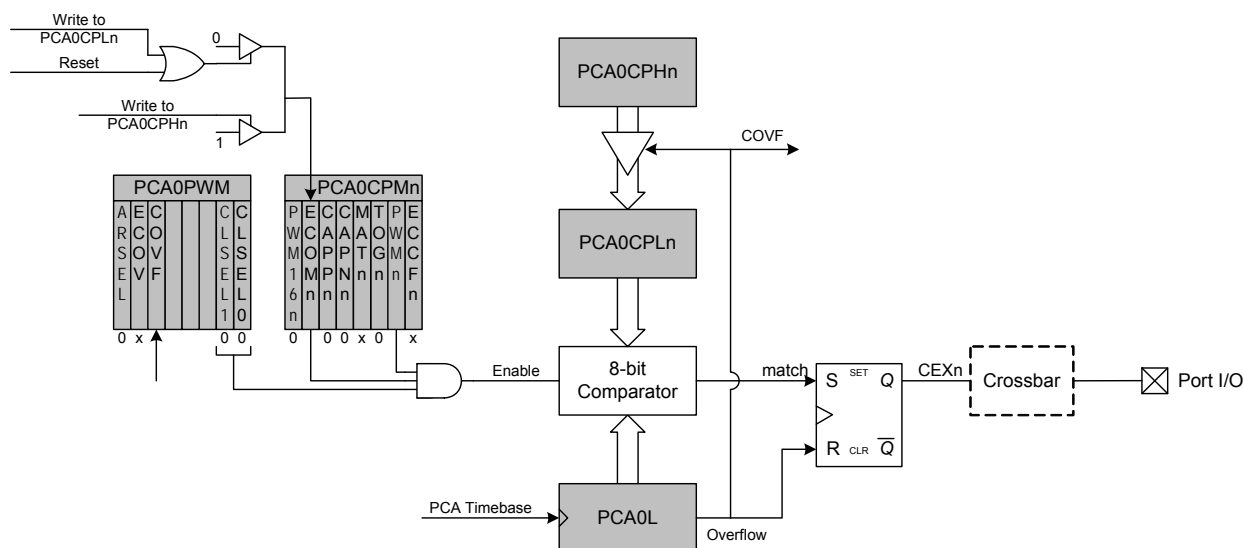 Write to
PCA0CPLn
Reset
0
Write to
PCA0CPHn
1
PCA0CPHn
COVF
PCA0PWM
ARSEL
ECOV
COVF
CLSEL1
CLSEL0
0 x 0 0
PCA0CPMn
PWM16n
ECOMn
CAPPn
CAPNn
MATn
TOGn
PWMn
ECCFn
0 0 0 x 0 x
PCA0CPLn
Enable
8-bit
Comparator
match
S SET Q
R CLR Q
CEXn
Crossbar
Port I/O
PCA Timebase
PCA0L
Overflow